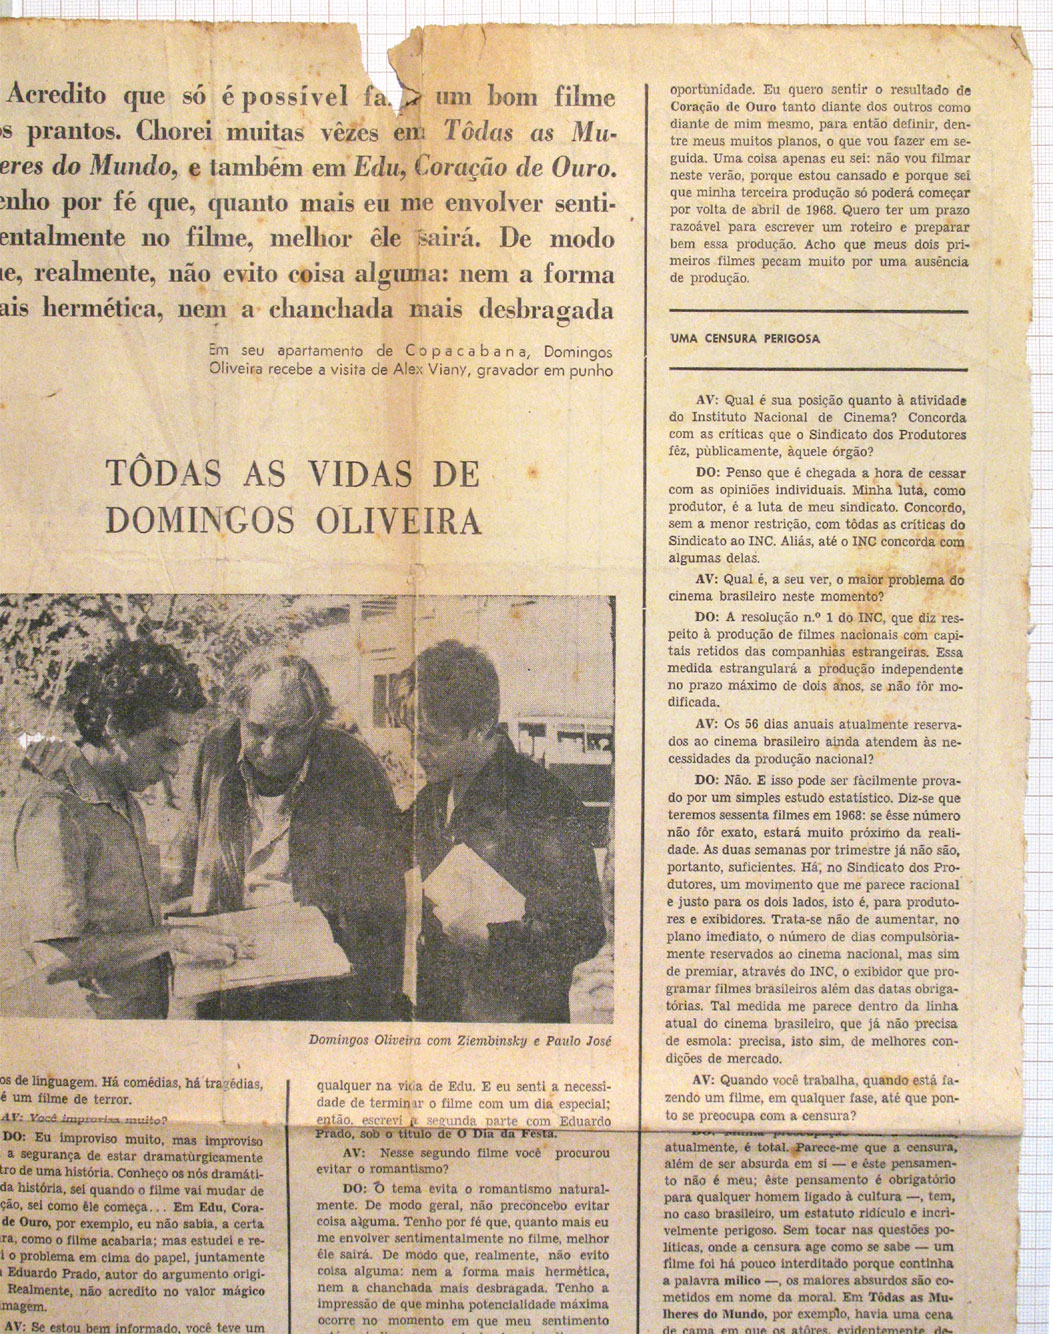 Acredito que só é possível um bom filme
prantos. Chorei muitas vêzes em Tôdas as Mu-
eres do Mundo, e também em Edu, Coração de Ouro.
enho por fé que, quanto mais eu me envolver senti-
entalmente no filme, melhor êle sairá. De modo
e, realmente, não evito coisa alguma: nem a forma
ais hermética, nem a chanchada mais desbragada
Em seu apartamento de Copacabana, Domingos
Oliveira recebe a visita de Alex Viany, gravador em punho
TÔDAS AS VIDAS DE
DOMINGOS OLIVEIRA
Domingos Oliveira com Ziembinsky e Paulo José
os de linguagem. Há comédias, há tragédias,
é um filme de terror.
AV: Você improvisa muito?
DO: Eu improviso muito, mas improviso
a segurança de estar dramatùrgicamente
tro de uma história. Conheço os nós dramáti-
da história, sei quando o filme vai mudar de
ção, sei como êle começa... Em Edu, Cora-
de Ouro, por exemplo, eu não sabia, a certa
ra, como o filme acabaria; mas estudei e re-
i o problema em cima do papel, juntamente
Eduardo Prado, autor do argumento origi-
Realmente, não acredito no valor mágico
magem.
AV: Se estou bem informado, você teve um
qualquer na vida de Edu. E eu senti a necessi-
dade de terminar o filme com um dia especial;
então, escrevi a segunda parte com Eduardo
Prado, sob o título de O Dia da Festa.
AV: Nesse segundo filme você procurou
evitar o romantismo?
DO: O tema evita o romantismo natural-
mente. De modo geral, não preconcebo evitar
coisa alguma. Tenho por fé que, quanto mais eu
me envolver sentimentalmente no filme, melhor
êle sairá. De modo que, realmente, não evito
coisa alguma: nem a forma mais hermética,
nem a chanchada mais desbragada. Tenho a
impressão de que minha potencialidade máxima
ocorre no momento em que meu sentimento
oportunidade. Eu quero sentir o resultado de
Coração de Ouro tanto diante dos outros como
diante de mim mesmo, para então definir, den-
tre meus muitos planos, o que vou fazer em se-
guida. Uma coisa apenas eu sei: não vou filmar
neste verão, porque estou cansado e porque sei
que minha terceira produção só poderá começar
por volta de abril de 1968. Quero ter um prazo
razoável para escrever um roteiro e preparar
bem essa produção. Acho que meus dois pri-
meiros filmes pecam muito por uma ausência
de produção.
UMA CENSURA PERIGOSA
AV: Qual é sua posição quanto à atividade
do Instituto Nacional de Cinema? Concorda
com as críticas que o Sindicato dos Produtores
fêz, pùblicamente, àquele órgão?
DO: Penso que é chegada a hora de cessar
com as opiniões individuais. Minha luta, como
produtor, é a luta de meu sindicato. Concordo,
sem a menor restrição, com tôdas as críticas do
Sindicato ao INC. Aliás, até o INC concorda com
algumas delas.
AV: Qual é, a seu ver, o maior problema do
cinema brasileiro neste momento?
DO: A resolução n.º 1 do INC, que diz res-
peito à produção de filmes nacionais com capi-
tais retidos das companhias estrangeiras. Essa
medida estrangulará a produção independente
no prazo máximo de dois anos, se não fôr mo-
dificada.
AV: Os 56 dias anuais atualmente reserva-
dos ao cinema brasileiro ainda atendem às ne-
cessidades da produção nacional?
DO: Não. E isso pode ser fàcilmente prova-
do por um simples estudo estatístico. Diz-se que
teremos sessenta filmes em 1968: se êsse número
não fôr exato, estará muito próximo da reali-
dade. As duas semanas por trimestre já não são,
portanto, suficientes. Há, no Sindicato dos Pro-
dutores, um movimento que me parece racional
e justo para os dois lados, isto é, para produto-
res e exibidores. Trata-se não de aumentar, no
plano imediato, o número de dias compulsòria-
mente reservados ao cinema nacional, mas sim
de premiar, através do INC, o exibidor que pro-
gramar filmes brasileiros além das datas obriga-
tórias. Tal medida me parece dentro da linha
atual do cinema brasileiro, que já não precisa
de esmola: precisa, isto sim, de melhores con-
dições de mercado.
AV: Quando você trabalha, quando está fa-
zendo um filme, em qualquer fase, até que pon-
to se preocupa com a censura?
atualmente, é total. Parece-me que a censura,
além de ser absurda em si — e êste pensamen-
to não é meu; êste pensamento é obrigatório
para qualquer homem ligado à cultura —, tem,
no caso brasileiro, um estatuto ridículo e incri-
velmente perigoso. Sem tocar nas questões po-
líticas, onde a censura age como se sabe — um
filme foi há pouco interditado porque continha
a palavra milico —, os maiores absurdos são co-
metidos em nome da moral. Em Tôdas as Mu-
lheres do Mundo, por exemplo, havia uma cena
de cama em que os atôres, evidentemente de-